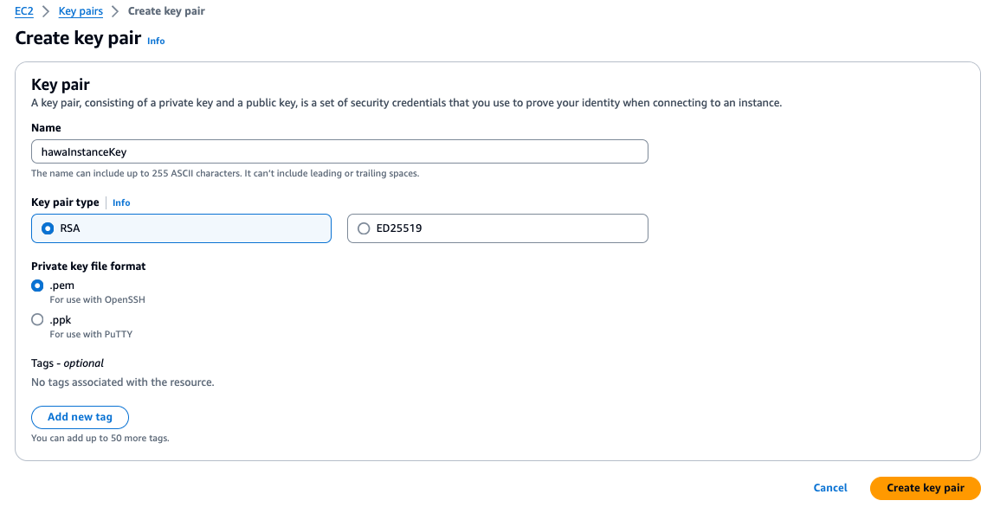 EC2 > Key pairs > Create key pair
Create key pair Info
Key pair
A key pair, consisting of a private key and a public key, is a set of security credentials that you use to prove your identity when connecting to an instance.
Name
hawaInstanceKey
The name can include up to 255 ASCII characters. It can't include leading or trailing spaces.
Key pair type | Info
RSA ED25519
Private key file format
.pem
For use with OpenSSH
.ppk
For use with PuTTY
Tags - optional
No tags associated with the resource.
Add new tag
You can add up to 50 more tags.
Cancel Create key pair